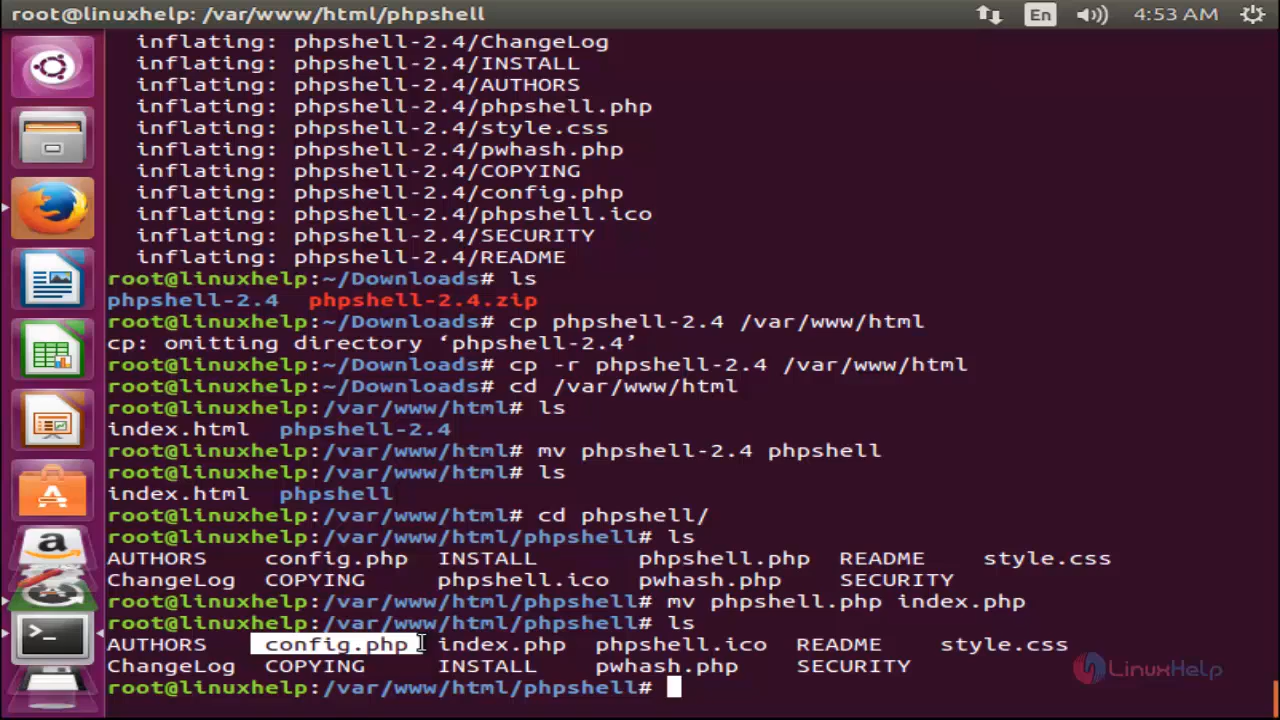 root@linuxhelp: /var/www/html/phpshell En 4:53 AM
inflating: phpshell-2.4/ChangeLog
inflating: phpshell-2.4/INSTALL
inflating: phpshell-2.4/AUTHORS
inflating: phpshell-2.4/phpshell.php
inflating: phpshell-2.4/style.css
inflating: phpshell-2.4/pwhash.php
inflating: phpshell-2.4/COPYING
inflating: phpshell-2.4/config.php
inflating: phpshell-2.4/phpshell.ico
inflating: phpshell-2.4/SECURITY
inflating: phpshell-2.4/README
root@linuxhelp:~/Downloads# ls
phpshell-2.4  phpshell-2.4.zip
root@linuxhelp:~/Downloads# cp phpshell-2.4 /var/www/html
cp: omitting directory ‘phpshell-2.4’
root@linuxhelp:~/Downloads# cp -r phpshell-2.4 /var/www/html
root@linuxhelp:~/Downloads# cd /var/www/html
root@linuxhelp:/var/www/html# ls
index.html  phpshell-2.4
root@linuxhelp:/var/www/html# mv phpshell-2.4 phpshell
root@linuxhelp:/var/www/html# ls
index.html  phpshell
root@linuxhelp:/var/www/html# cd phpshell/
root@linuxhelp:/var/www/html/phpshell# ls
AUTHORS    config.php  INSTALL       phpshell.php  README    style.css
ChangeLog  COPYING     phpshell.ico  pwhash.php    SECURITY
root@linuxhelp:/var/www/html/phpshell# mv phpshell.php index.php
root@linuxhelp:/var/www/html/phpshell# ls
AUTHORS    config.php  index.php  phpshell.ico  README    style.css
ChangeLog  COPYING     INSTALL    pwhash.php    SECURITY
LinuxHelp
root@linuxhelp:/var/www/html/phpshell#